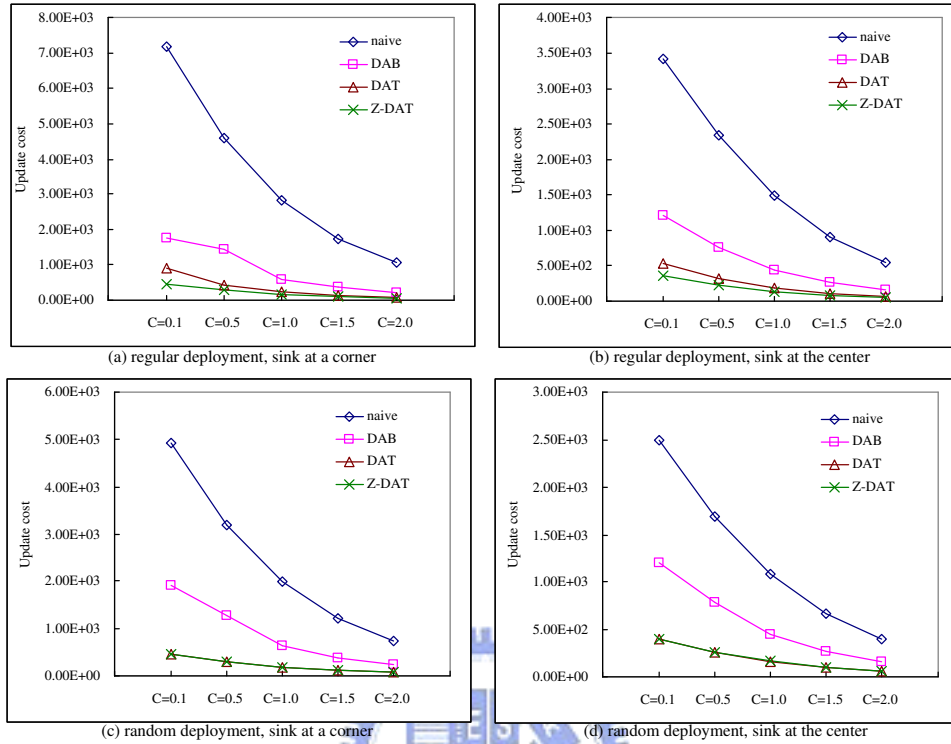 8.00E+03
7.00E+03
6.00E+03
5.00E+03
4.00E+03
3.00E+03
2.00E+03
1.00E+03
0.00E+00
Update cost
naive
DAB
DAT
Z-DAT
C=0.1 C=0.5 C=1.0 C=1.5 C=2.0
(a) regular deployment, sink at a corner
4.00E+03
3.50E+03
3.00E+03
2.50E+03
2.00E+03
1.50E+03
1.00E+03
5.00E+02
0.00E+00
Update cost
naive
DAB
DAT
Z-DAT
C=0.1 C=0.5 C=1.0 C=1.5 C=2.0
(b) regular deployment, sink at the center
6.00E+03
5.00E+03
4.00E+03
3.00E+03
2.00E+03
1.00E+03
0.00E+00
Update cost
naive
DAB
DAT
Z-DAT
C=0.1 C=0.5 C=1.0 C=1.5 C=2.0
(c) random deployment, sink at a corner
3.00E+03
2.50E+03
2.00E+03
1.50E+03
1.00E+03
5.00E+02
0.00E+00
Update cost
naive
DAB
DAT
Z-DAT
C=0.1 C=0.5 C=1.0 C=1.5 C=2.0
(d) random deployment, sink at the center